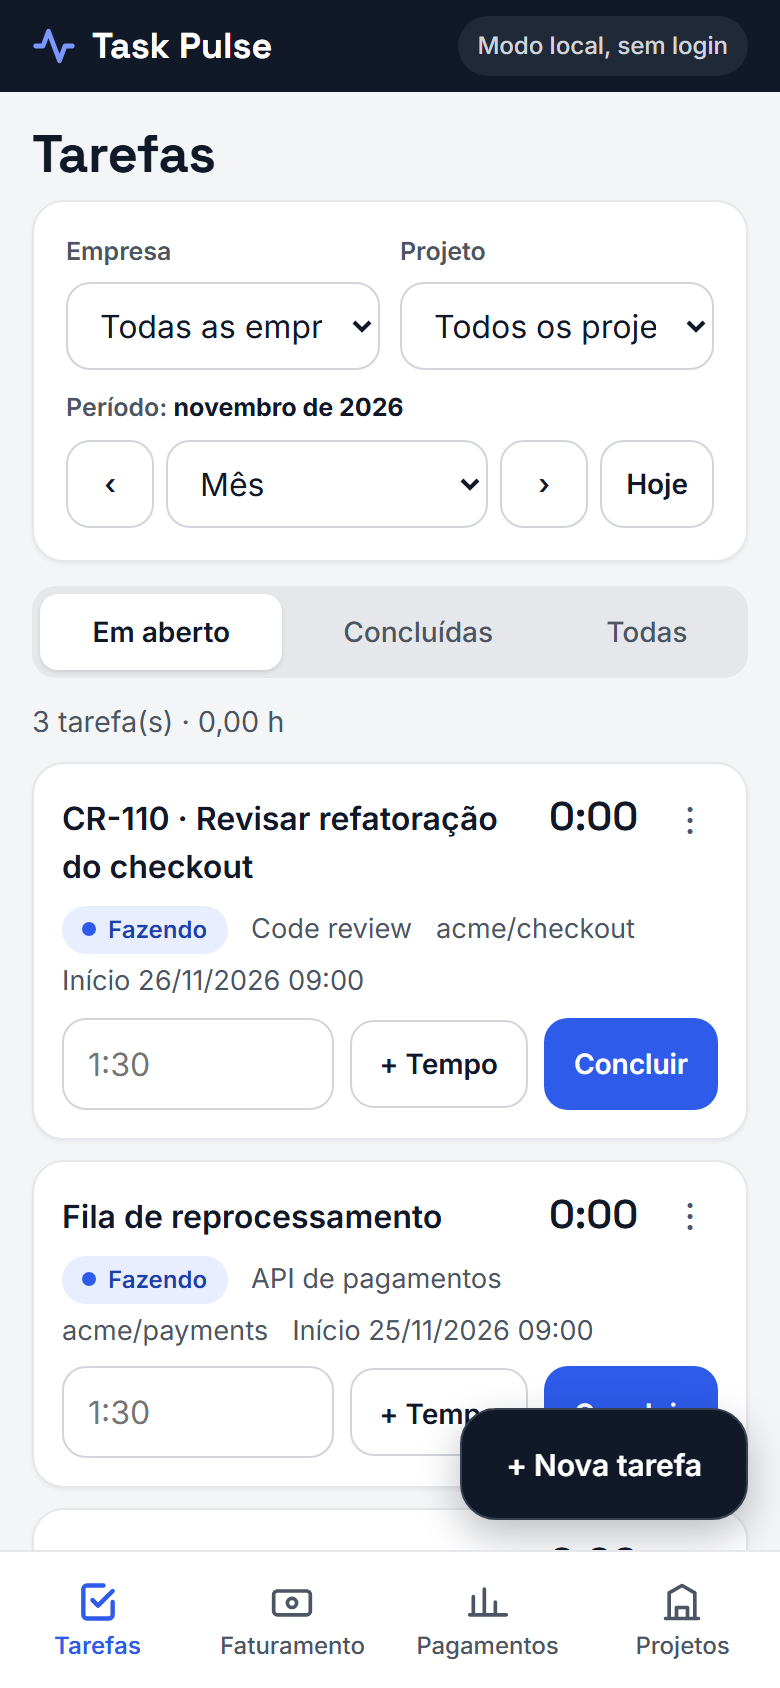 Task Pulse
Modo local, sem login
Tarefas
Empresa
Projeto
Todas as empr
Todos os proje
Período: novembro de 2026
‹
Mês
›
Hoje
Em aberto
Concluídas
Todas
3 tarefa(s) · 0,00 h
CR-110 · Revisar refatoração
do checkout
0:00
Fazendo
Code review
acme/checkout
Início 26/11/2026 09:00
1:30
+ Tempo
Concluir
Fila de reprocessamento
0:00
Fazendo
API de pagamentos
acme/payments
Início 25/11/2026 09:00
1:30
+ Temp
+ Nova tarefa
Tarefas
Faturamento
Pagamentos
Projetos